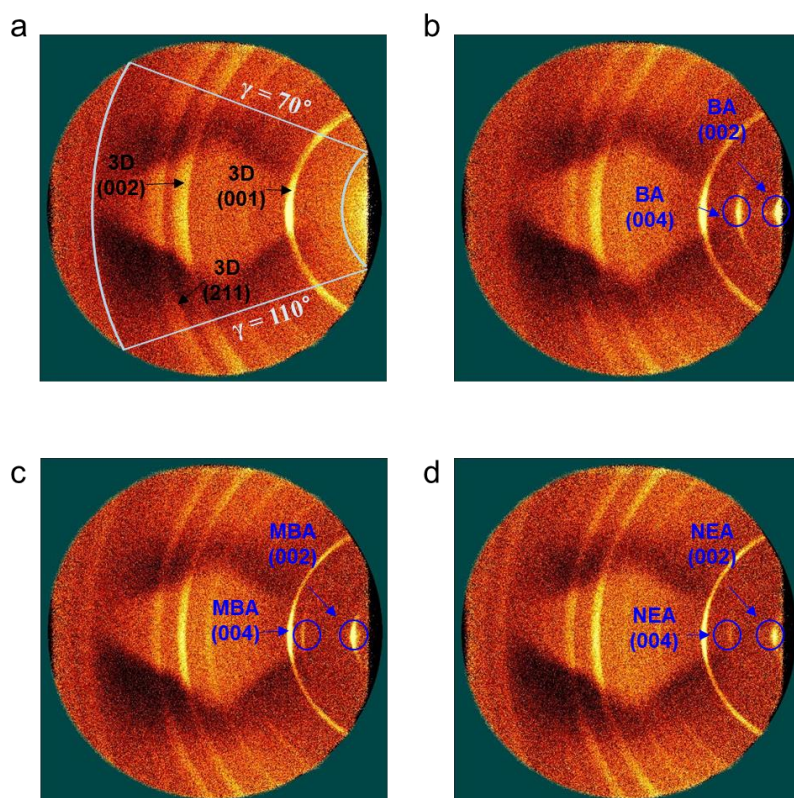 a
γ = 70°
3D
(002)
3D
(001)
3D
(211)
γ = 110°
b
BA
(002)
BA
(004)
c
MBA
(002)
MBA
(004)
d
NEA
(002)
NEA
(004)